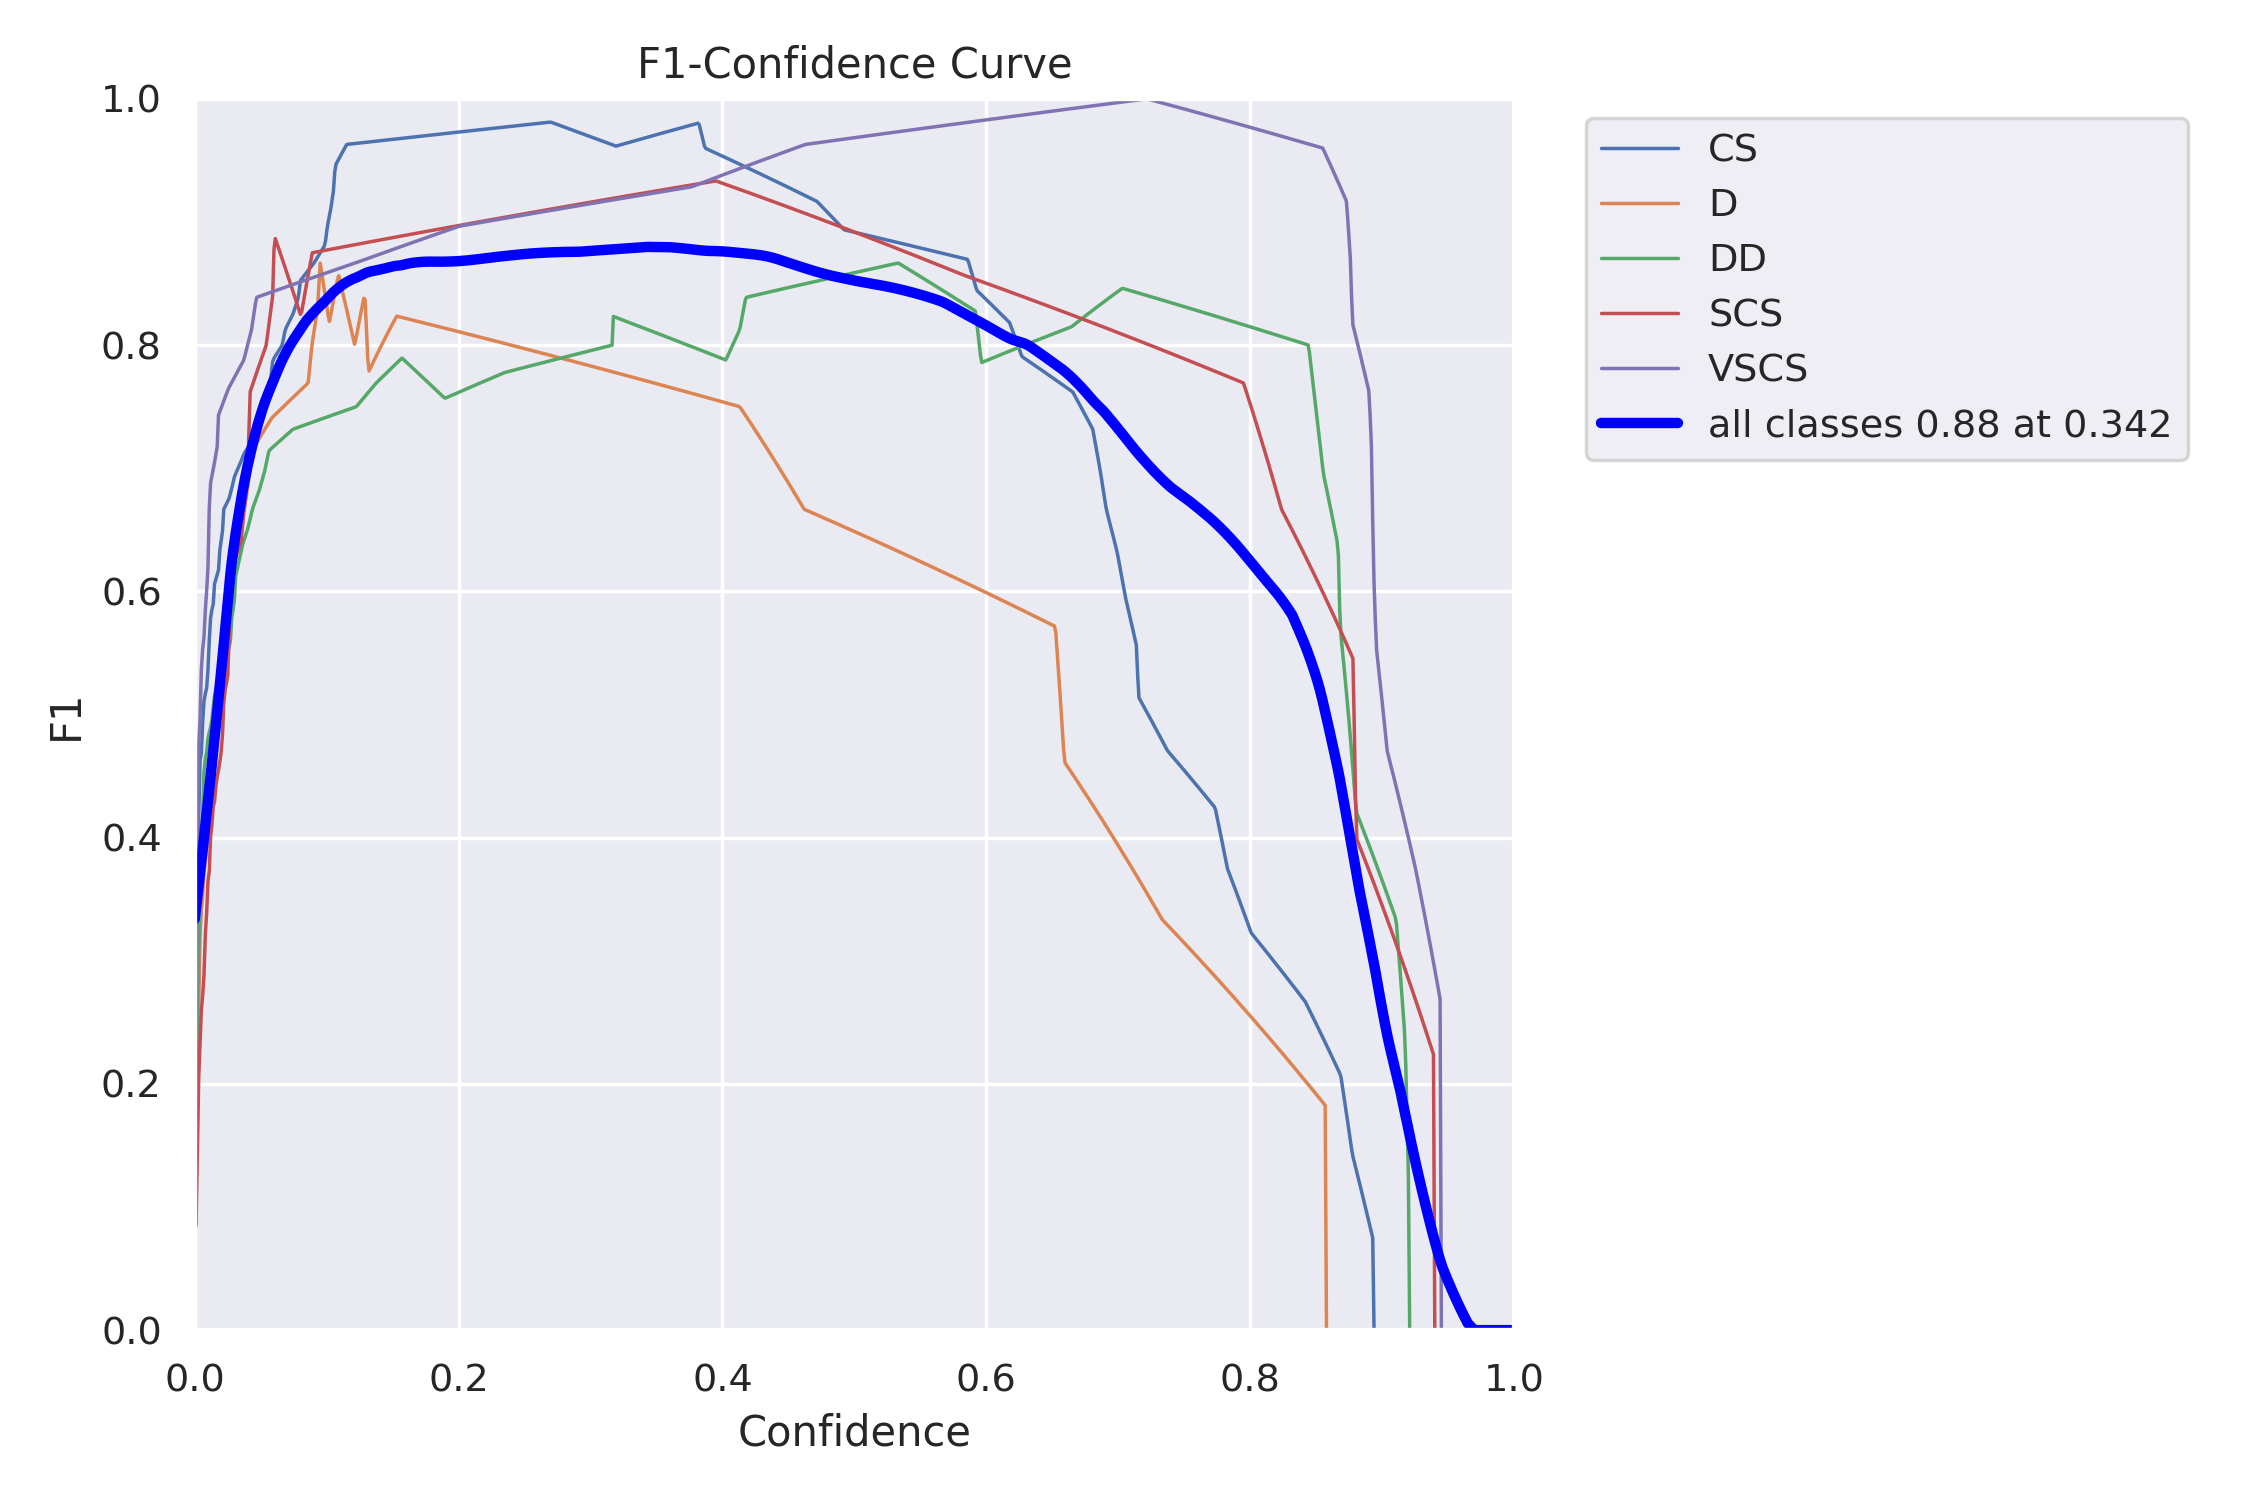 F1-Confidence Curve
1.0
0.8
0.6
0.4
0.2
0.0
F1
0.0 0.2 0.4 0.6 0.8 1.0
Confidence
CS
D
DD
SCS
VSCS
all classes 0.88 at 0.342